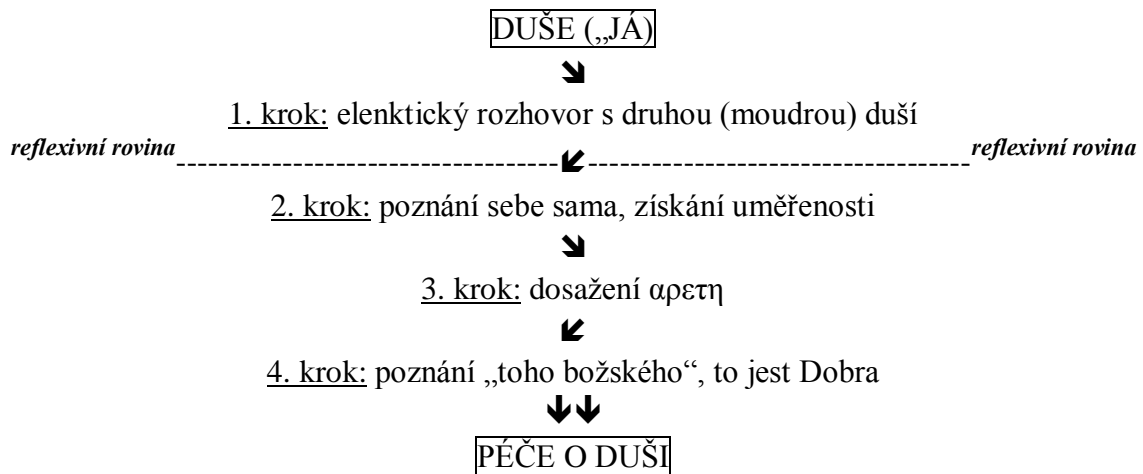 DUŠE („JÁ)
1. krok: elenktický rozhovor s druhou (moudrou) duší
reflexivní rovina reflexivní rovina
2. krok: poznání sebe sama, získání uměřenosti
3. krok: dosažení αρετη
4. krok: poznání „toho božského“, to jest Dobra
PÉČE O DUŠI